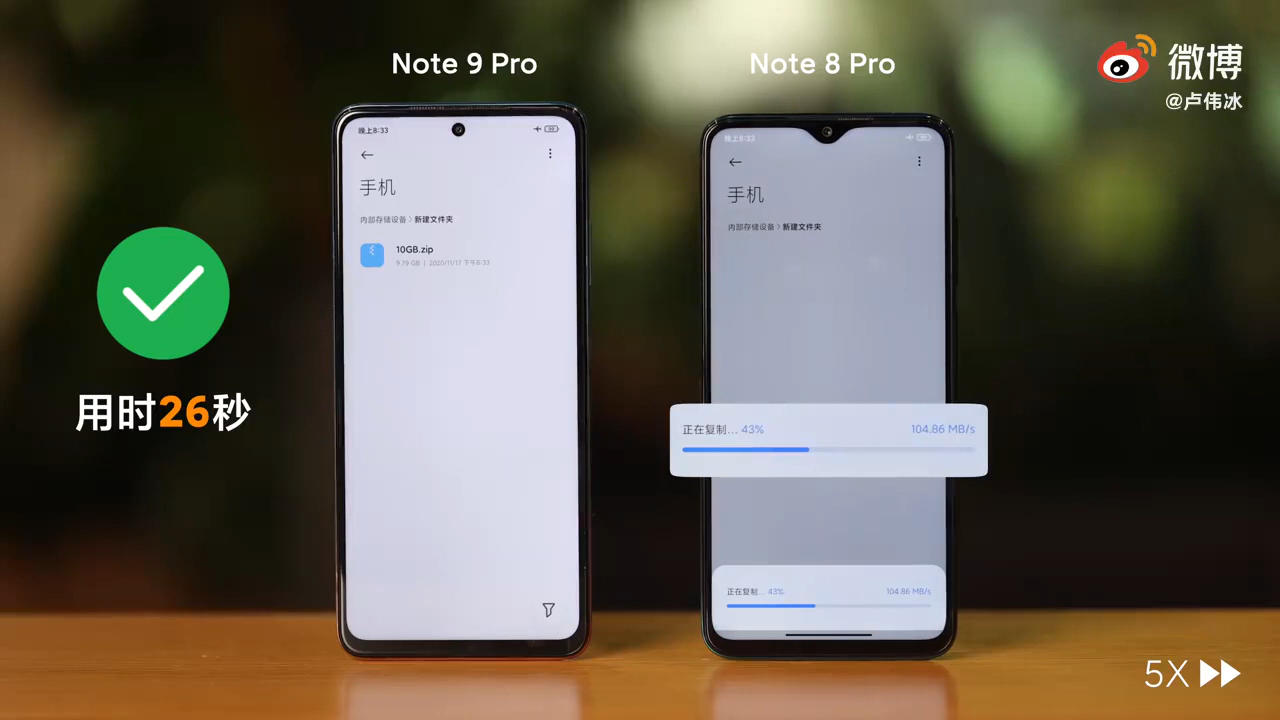 Note 9 Pro
Note 8 Pro
微博
@卢伟冰
晚上8:33
手机
内部存储设备 > 新建文件夹
10GB.zip
9.79 GB | 2020/11/17 下午6:33
用时26秒
晚上8:33
手机
内部存储设备 > 新建文件夹
正在复制... 43% 104.86 MB/s
正在复制... 43% 104.86 MB/s
5X